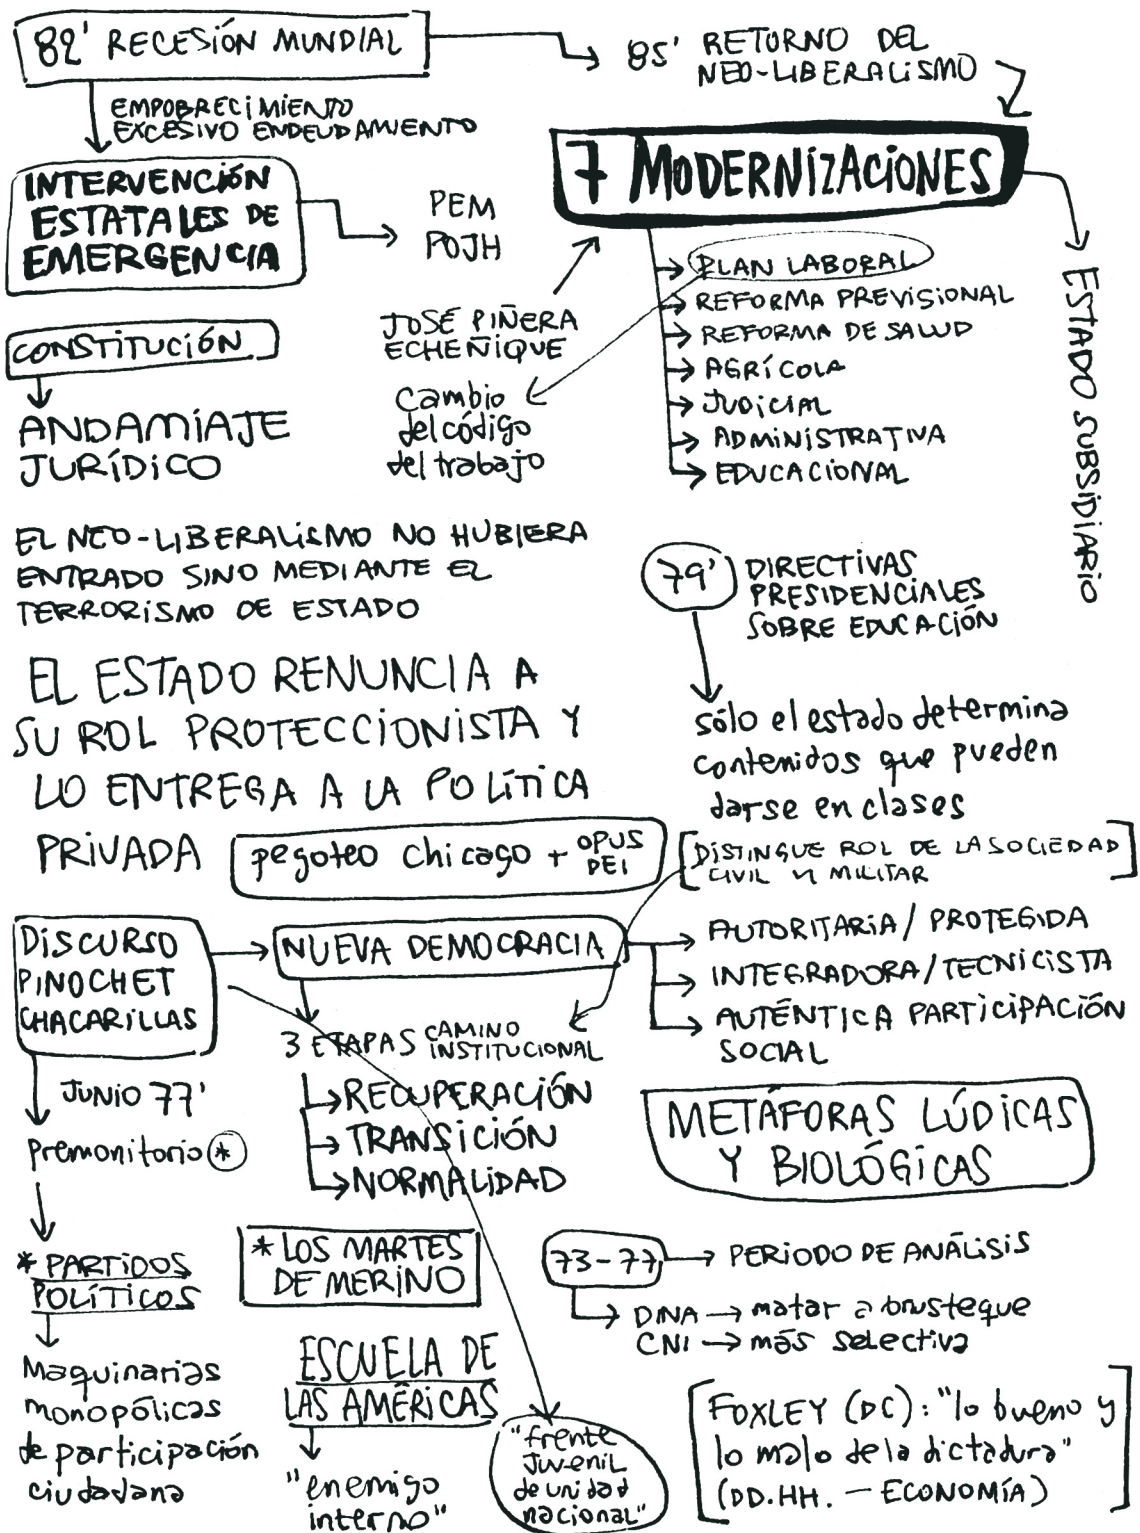 82' RECESIÓN MUNDIAL
85' RETORNO DEL
NEO-LIBERALISMO
EMPOBRECIMIENTO
EXCESIVO ENDEUDAMIENTO
7 MODERNIZACIONES
INTERVENCIÓN
ESTATALES DE
EMERGENCIA
PEM
POJH
PLAN LABORAL
REFORMA PREVISIONAL
REFORMA DE SALUD
AGRÍCOLA
JUDICIAL
ADMINISTRATIVA
EDUCACIONAL
ESTADO SUBSIDIARIO
JOSÉ PIÑERA
ECHEÑIQUE
cambio
del código
del trabajo
CONSTITUCIÓN
ANDAMIAJE
JURÍDICO
EL NEO-LIBERALISMO NO HUBIERA
ENTRADO SINO MEDIANTE EL
TERRORISMO DE ESTADO
79' DIRECTIVAS
PRESIDENCIALES
SOBRE EDUCACIÓN
sólo el estado determina
contenidos que pueden
darse en clases
EL ESTADO RENUNCIA A
SU ROL PROTECCIONISTA Y
LO ENTREGA A LA POLÍTICA
PRIVADA
pegoteo chicago + OPUS
DEI
[DISTINGUE ROL DE LA SOCIEDAD
CIVIL Y MILITAR]
DISCURSO
PINOCHET
CHACARILLAS
NUEVA DEMOCRACIA
AUTORITARIA / PROTEGIDA
INTEGRADORA / TECNICISTA
AUTÉNTICA PARTICIPACIÓN
SOCIAL
3 ETAPAS CAMINO
INSTITUCIONAL
RECUPERACIÓN
TRANSICIÓN
NORMALIDAD
JUNIO 77'
Premonitorio *
METÁFORAS LÚDICAS
Y BIOLÓGICAS
* PARTIDOS
POLÍTICOS
Maquinarias
monopólicas
de participación
ciudadana
* LOS MARTES
DE MERINO
73-77 PERIODO DE ANÁLISIS
DINA → matar a brusteque
CNI → más selectiva
ESCUELA DE
LAS AMÉRICAS
"enemigo
interno"
"frente
Juvenil
de unidad
nacional"
[FOXLEY (DC): "lo bueno y
lo malo de la dictadura"
(DD.HH. - ECONOMÍA)]